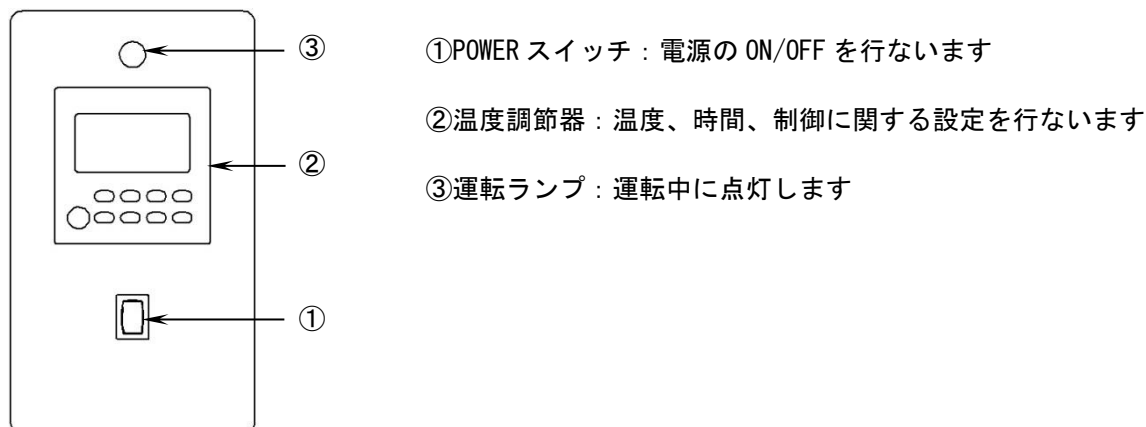 ③
②
①
①POWER スイッチ：電源の ON/OFF を行ないます
②温度調節器：温度、時間、制御に関する設定を行ないます
③運転ランプ：運転中に点灯します